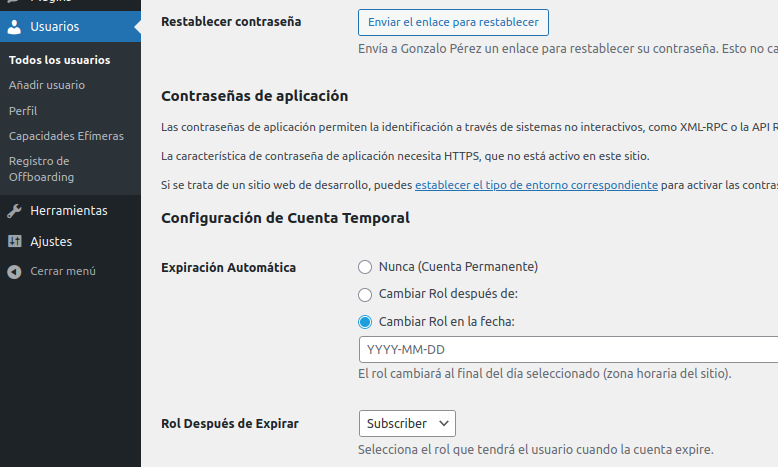 Usuarios
Todos los usuarios
Añadir usuario
Perfil
Capacidades Efímeras
Registro de
Offboarding
Herramientas
Ajustes
Cerrar menú
Restablecer contraseña
Enviar el enlace para restablecer
Envía a Gonzalo Pérez un enlace para restablecer su contraseña. Esto no
Contraseñas de aplicación
Las contraseñas de aplicación permiten la identificación a través de sistemas no interactivos, como XML-RPC o la API
La característica de contraseña de aplicación necesita HTTPS, que no está activo en este sitio.
Si se trata de un sitio web de desarrollo, puedes establecer el tipo de entorno correspondiente para activar las
Configuración de Cuenta Temporal
Expiración Automática
Nunca (Cuenta Permanente)
Cambiar Rol después de:
Cambiar Rol en la fecha:
YYYY-MM-DD
El rol cambiará al final del día seleccionado (zona horaria del sitio).
Rol Después de Expirar
Subscriber
Selecciona el rol que tendrá el usuario cuando la cuenta expire.